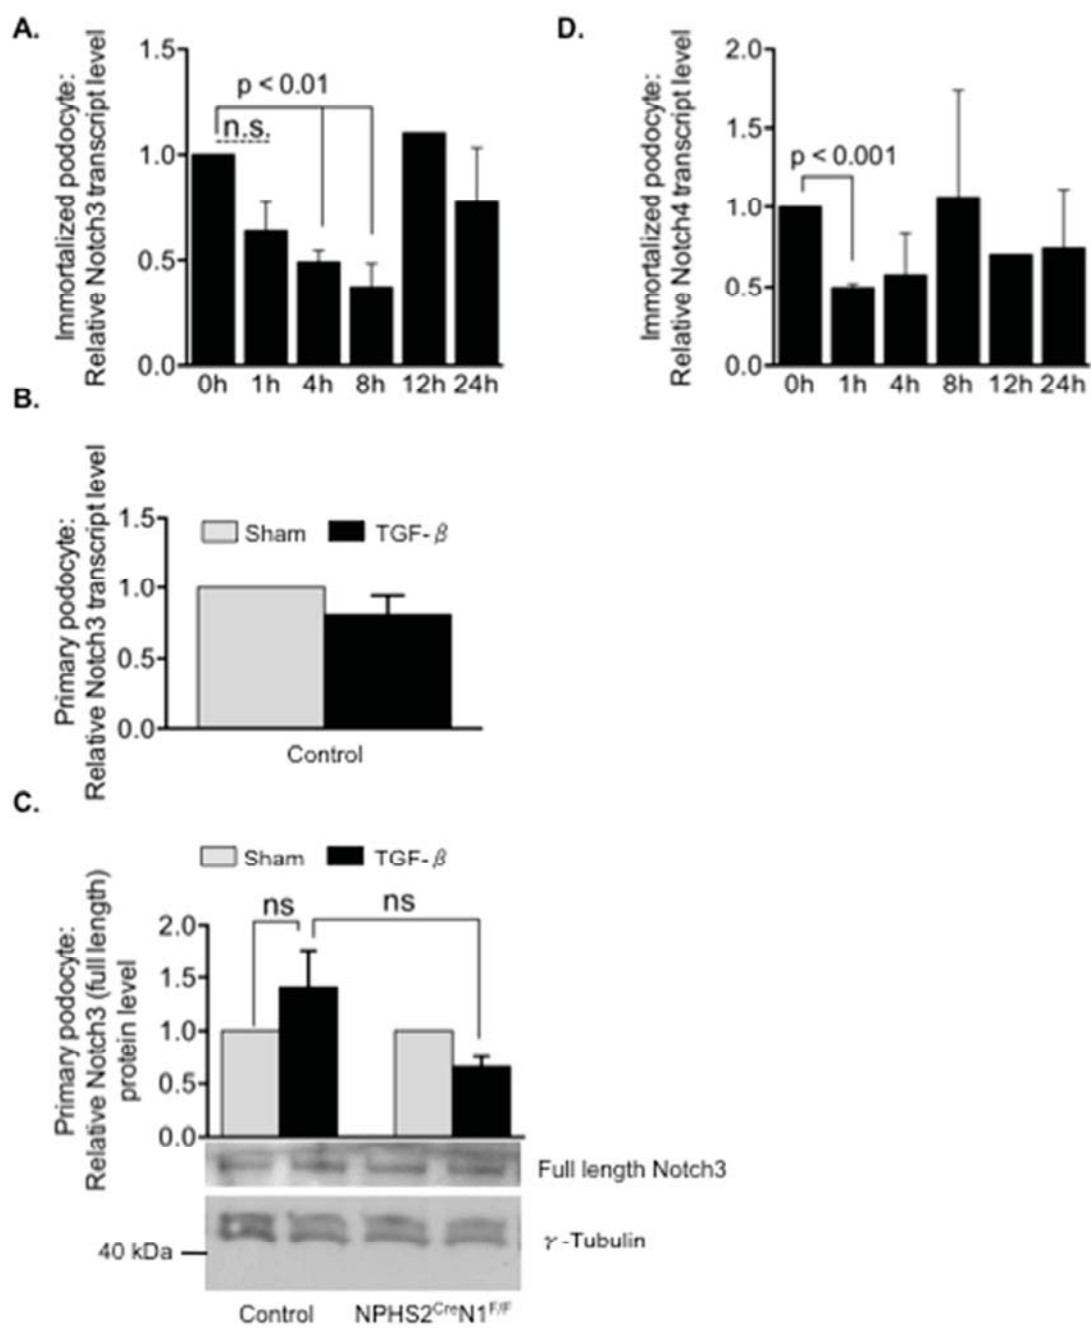 A.
Immortalized podocyte:
Relative Notch3 transcript level
1.5
1.0
0.5
0.0
p < 0.01
n.s.
0h 1h 4h 8h 12h 24h
D.
Immortalized podocyte:
Relative Notch4 transcript level
2.0
1.5
1.0
0.5
0.0
p < 0.001
0h 1h 4h 8h 12h 24h
B.
Primary podocyte:
Relative Notch3 transcript level
1.5
1.0
0.5
0.0
Sham TGF-β
Control
C.
Primary podocyte:
Relative Notch3 (full length)
protein level
Sham TGF-β
2.0
1.5
1.0
0.5
0.0
ns ns
Full length Notch3
γ-Tubulin
40 kDa
Control NPHS2CreN1F/F